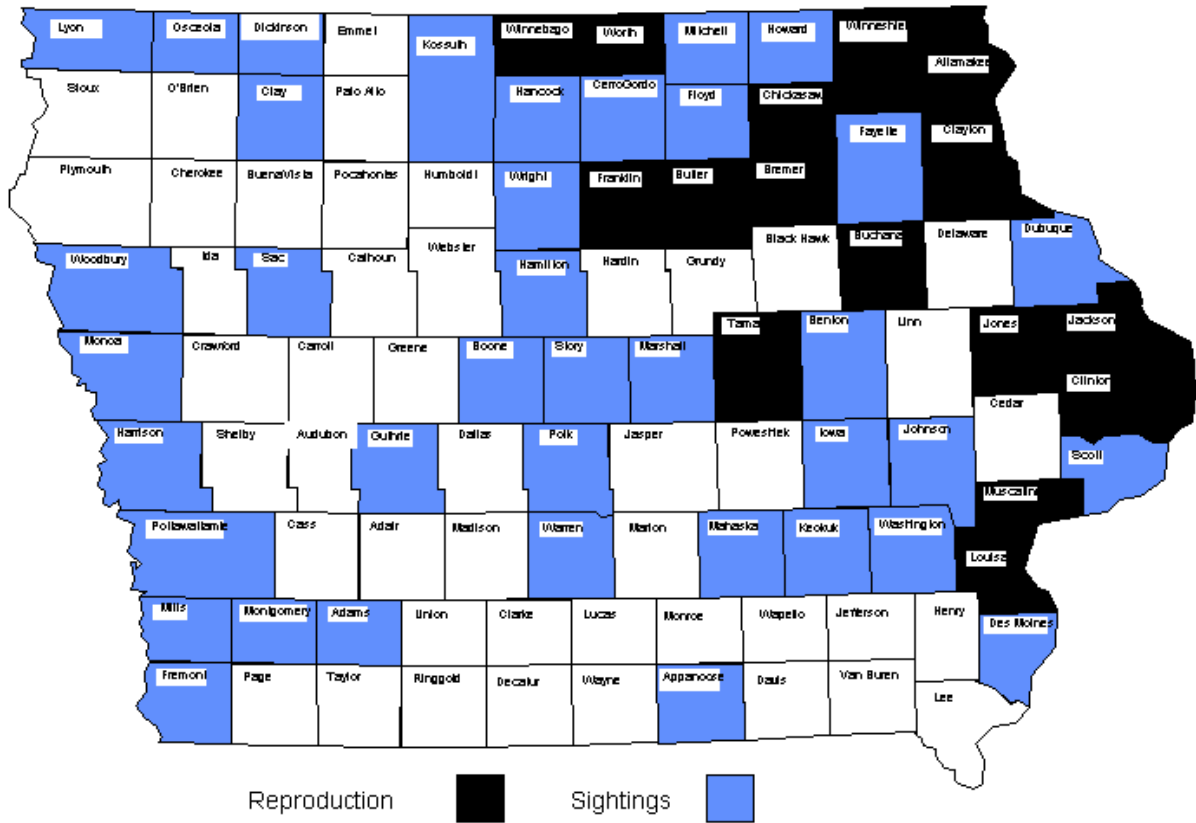 Lyon Osceola Dickinson Emmet Kossuth Winnebago Worth Mitchell Howard Winneshie
Allamakee
Sioux O'Brien Clay Palo Alto Hancock CerroGordo Floyd Chickasaw
Fayette Clayton
Plymouth Cherokee BuenaVista Pocahontas Humboldt Wright Franklin Butler Bremer
Woodbury Ida Sac Calhoun Webster Hamilton Hardin Grundy Black Hawk Buchana Delaware Dubuque
Monoa Crawford Carroll Greene Boone Story Marshall Tama Benton Linn Jones Jackson
Clinton
Harrison Shelby Audubon Guthrie Dallas Polk Jasper Poweshiek Iowa Johnson Cedar
Scott
Pottawattamie Cass Adair Madison Warren Marion Mahaska Keokuk Washington Muscatin
Louisa
Mills Montgomery Adams Union Clarke Lucas Monroe Wapello Jefferson Henry Des Moines
Fremont Page Taylor Ringgold Decatur Wayne Appanoose Davis Van Buren Lee
Reproduction Sightings